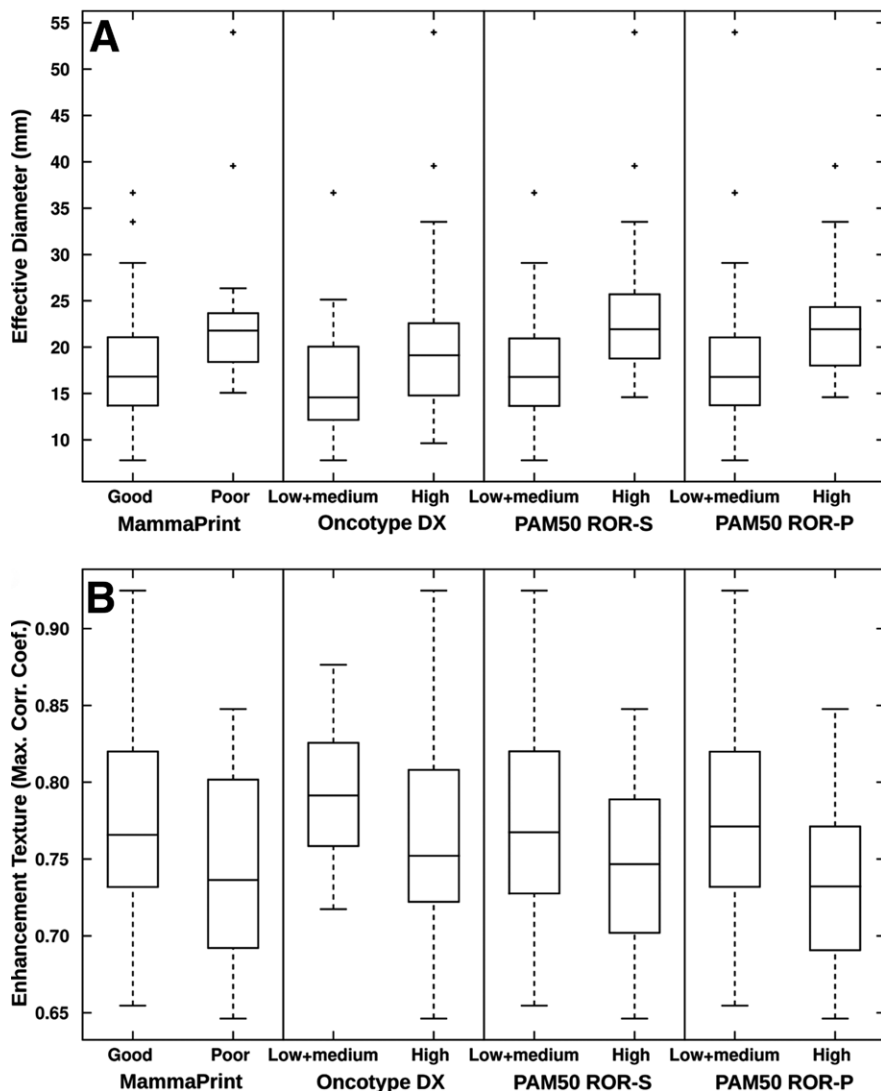 A
Effective Diameter (mm)
55
50
45
40
35
30
25
20
15
10
Good Poor Low+medium High Low+medium High Low+medium High
MammaPrint Oncotype DX PAM50 ROR-S PAM50 ROR-P
B
Enhancement Texture (Max. Corr. Coef.)
0.90
0.85
0.80
0.75
0.70
0.65
Good Poor Low+medium High Low+medium High Low+medium High
MammaPrint Oncotype DX PAM50 ROR-S PAM50 ROR-P